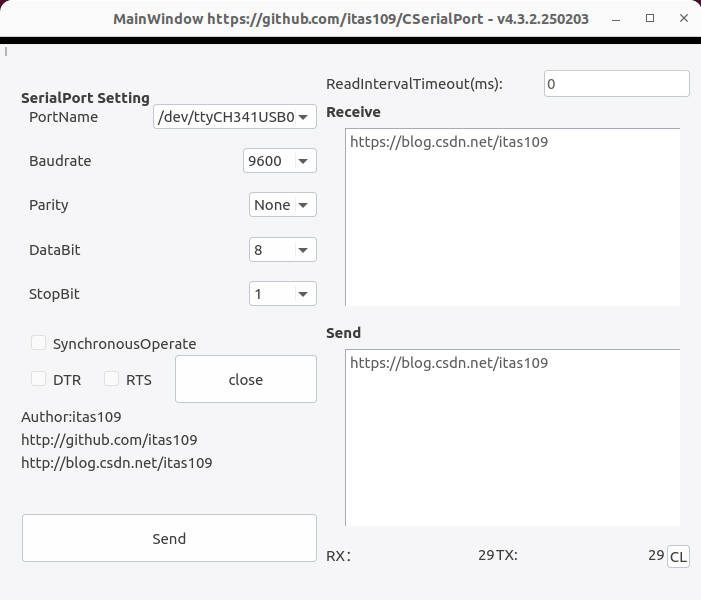 MainWindow https://github.com/itas109/CSerialPort - v4.3.2.250203
SerialPort Setting
PortName /dev/ttyCH341USB0
Baudrate 9600
Parity None
DataBit 8
StopBit 1
SynchronousOperate
DTR RTS close
Author:itas109
http://github.com/itas109
http://blog.csdn.net/itas109
Send
ReadIntervalTimeout(ms): 0
Receive
https://blog.csdn.net/itas109
Send
https://blog.csdn.net/itas109
RX: 29 TX: 29 CL